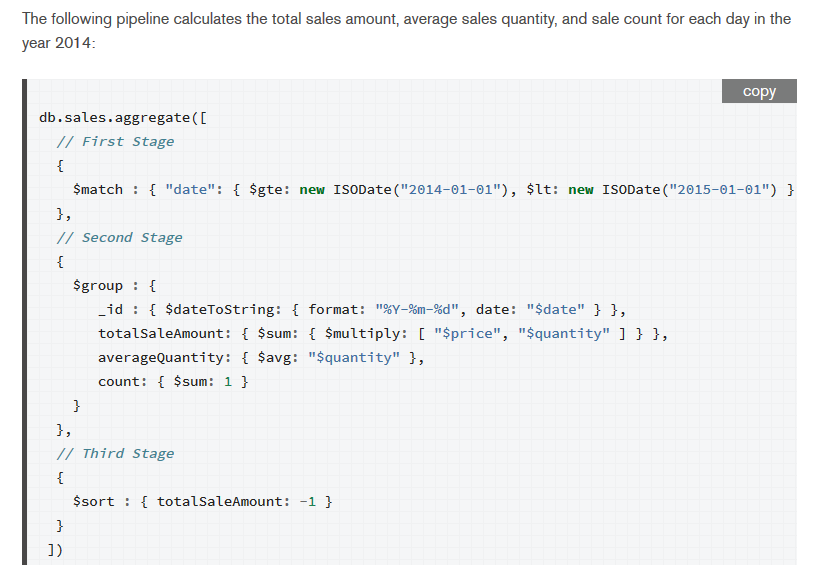 The following pipeline calculates the total sales amount, average sales quantity, and sale count for each day in the
year 2014:
copy
db.sales.aggregate([
  // First Stage
  {
    $match : { "date": { $gte: new ISODate("2014-01-01"), $lt: new ISODate("2015-01-01") }
  },
  // Second Stage
  {
    $group : {
       _id : { $dateToString: { format: "%Y-%m-%d", date: "$date" } },
       totalSaleAmount: { $sum: { $multiply: [ "$price", "$quantity" ] } },
       averageQuantity: { $avg: "$quantity" },
       count: { $sum: 1 }
    }
  },
  // Third Stage
  {
    $sort : { totalSaleAmount: -1 }
  }
 ])